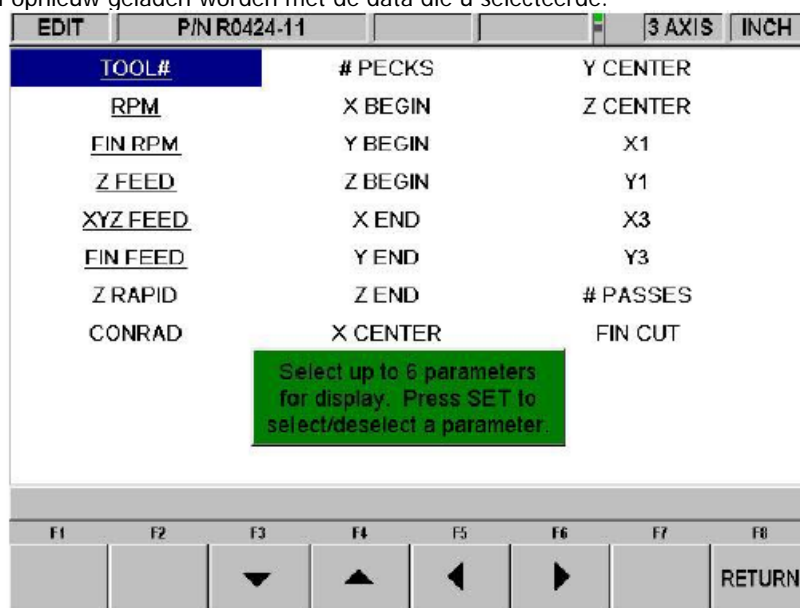 opnieuw geladen worden met de data die u selecteerde.
EDIT P/N R0424-11 3 AXIS INCH
TOOL# # PECKS Y CENTER
RPM X BEGIN Z CENTER
FIN RPM Y BEGIN X1
Z FEED Z BEGIN Y1
XYZ FEED X END X3
FIN FEED Y END Y3
Z RAPID Z END # PASSES
CONRAD X CENTER FIN CUT
Select up to 6 parameters
for display. Press SET to
select/deselect a parameter.
F1 F2 F3 F4 F5 F6 F7 F8
RETURN